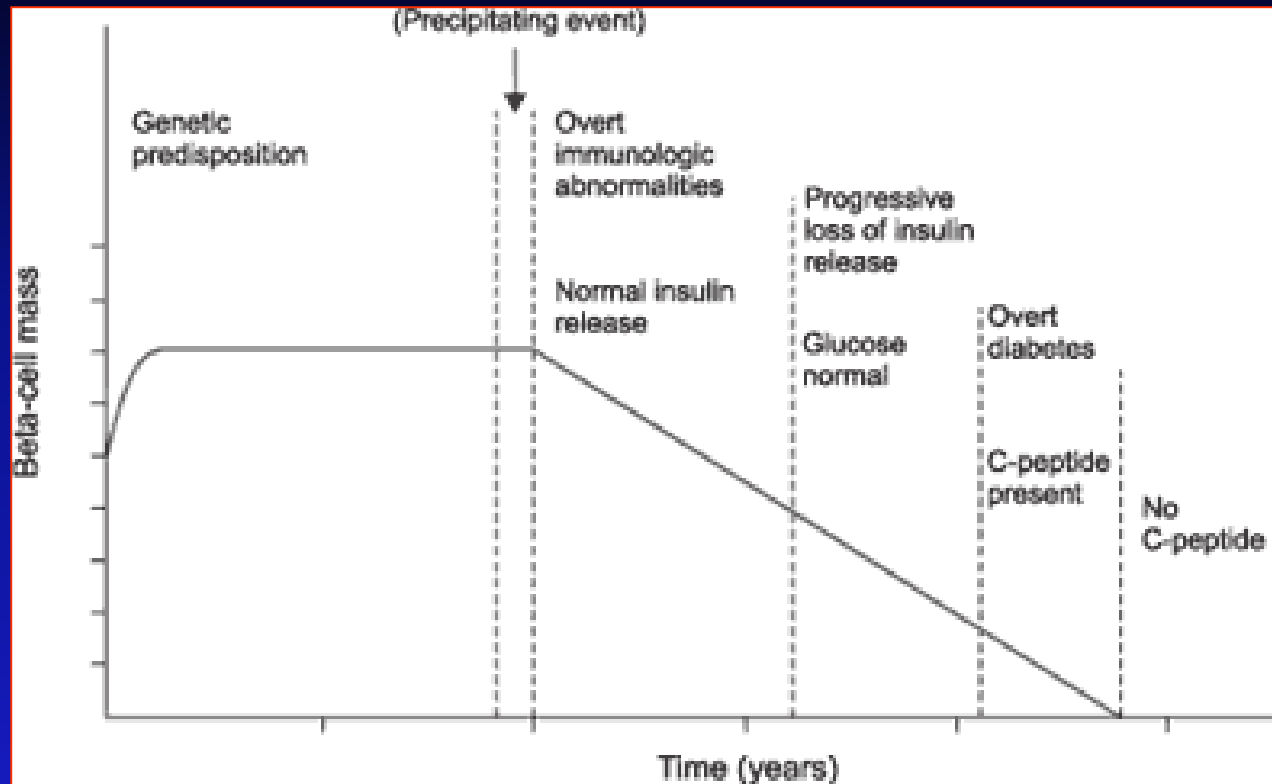 (Precipitating event)
Genetic
predisposition
Overt
immunologic
abnormalities
Normal insulin
release
Progressive
loss of insulin
release
Glucose
normal
Overt
diabetes
C-peptide
present
No
C-peptide
Beta-cell mass
Time (years)